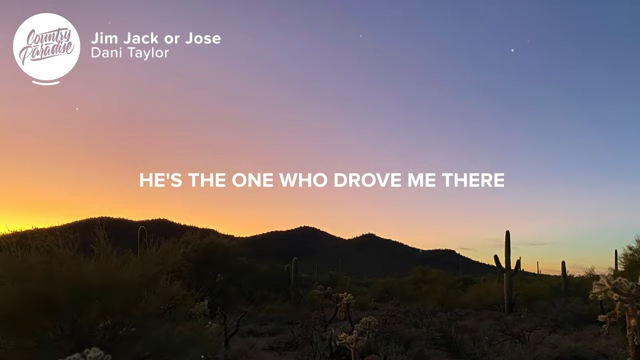 Country
Paradise
Jim Jack or Jose
Dani Taylor
HE'S THE ONE WHO DROVE ME THERE